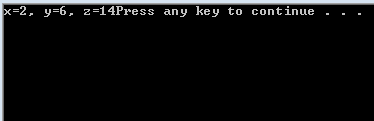 x=2, y=6, z=14Press any key to continue . . .